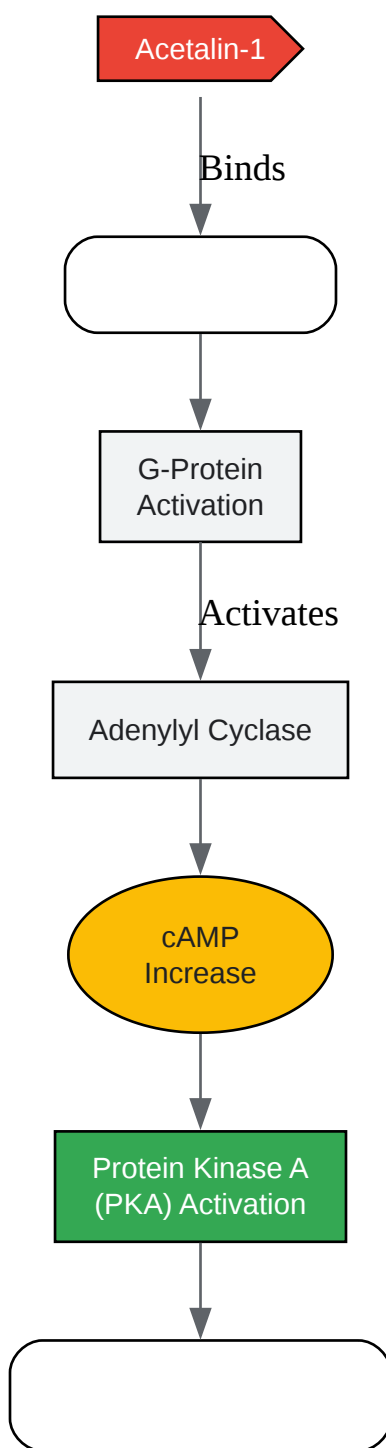 Acetalin-1
Binds
G-Protein
Activation
Activates
Adenylyl Cyclase
cAMP
Increase
Protein Kinase A
(PKA) Activation